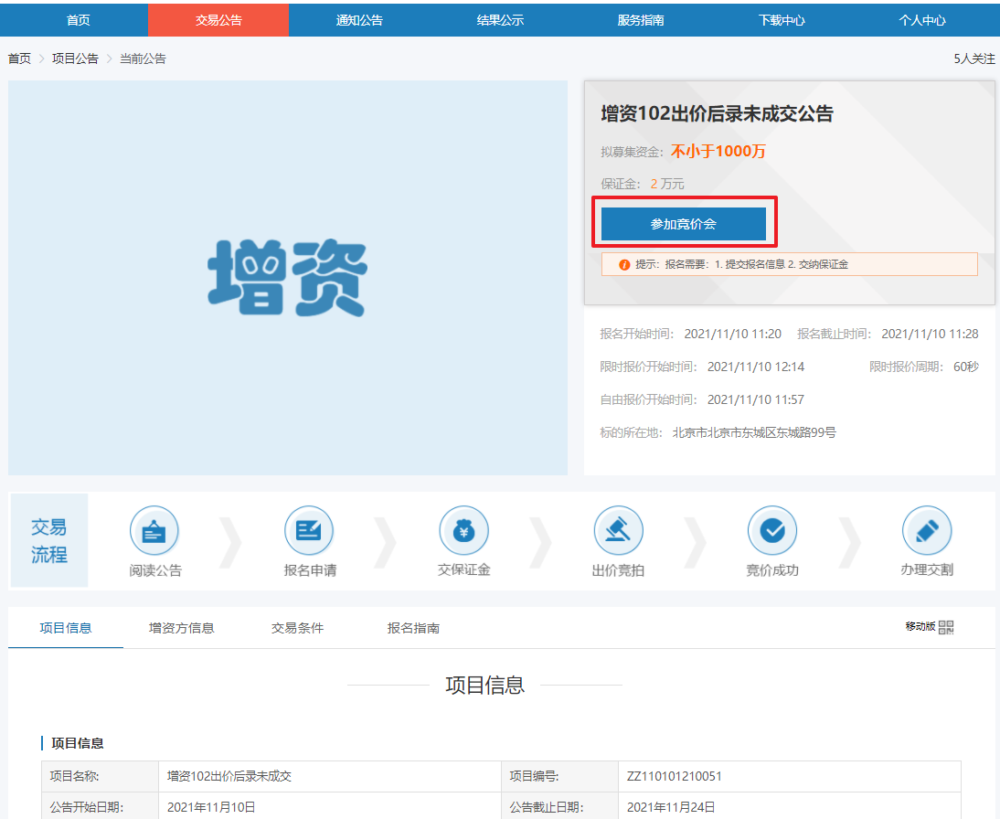 首页 交易公告 通知公告 结果公示 服务指南 下载中心 个人中心
首页 > 项目公告 > 当前公告 5人关注
增资
增资102出价后录未成交公告
拟募集资金: 不小于1000万
保证金: 2 万元
参加竞价会
提示: 报名需要: 1. 提交报名信息 2. 交纳保证金
报名开始时间: 2021/11/10 11:20 报名截止时间: 2021/11/10 11:28
限时报价开始时间: 2021/11/10 12:14 限时报价周期: 60秒
自由报价开始时间: 2021/11/10 11:57
标的所在地: 北京市北京市东城区东城路99号
交易
流程
阅读公告 报名申请 交保证金 出价竞拍 竞价成功 办理交割
项目信息 增资方信息 交易条件 报名指南 移动版
项目信息
项目信息
项目名称: 增资102出价后录未成交 项目编号: ZZ110101210051
公告开始日期: 2021年11月10日 公告截止日期: 2021年11月24日